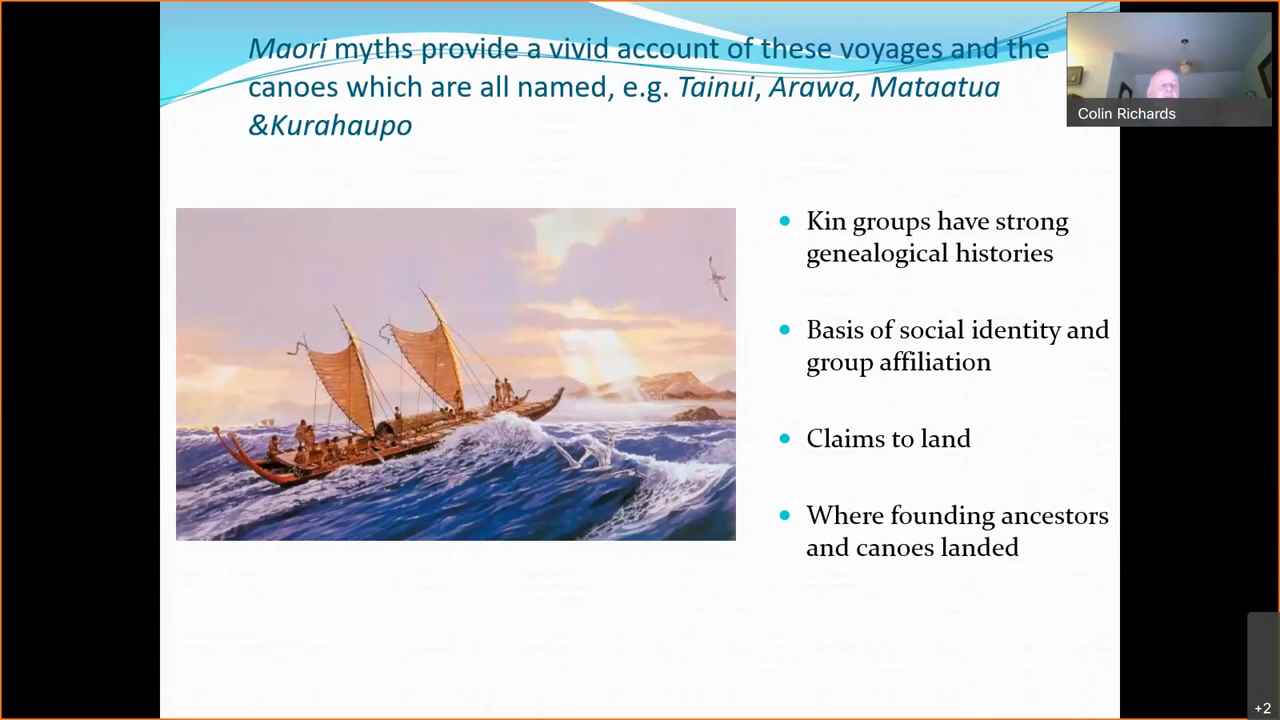 Maori myths provide a vivid account of these voyages and the
canoes which are all named, e.g. Tainui, Arawa, Mataatua
&Kurahaupo
Colin Richards
Kin groups have strong
genealogical histories
Basis of social identity and
group affiliation
Claims to land
Where founding ancestors
and canoes landed
+2